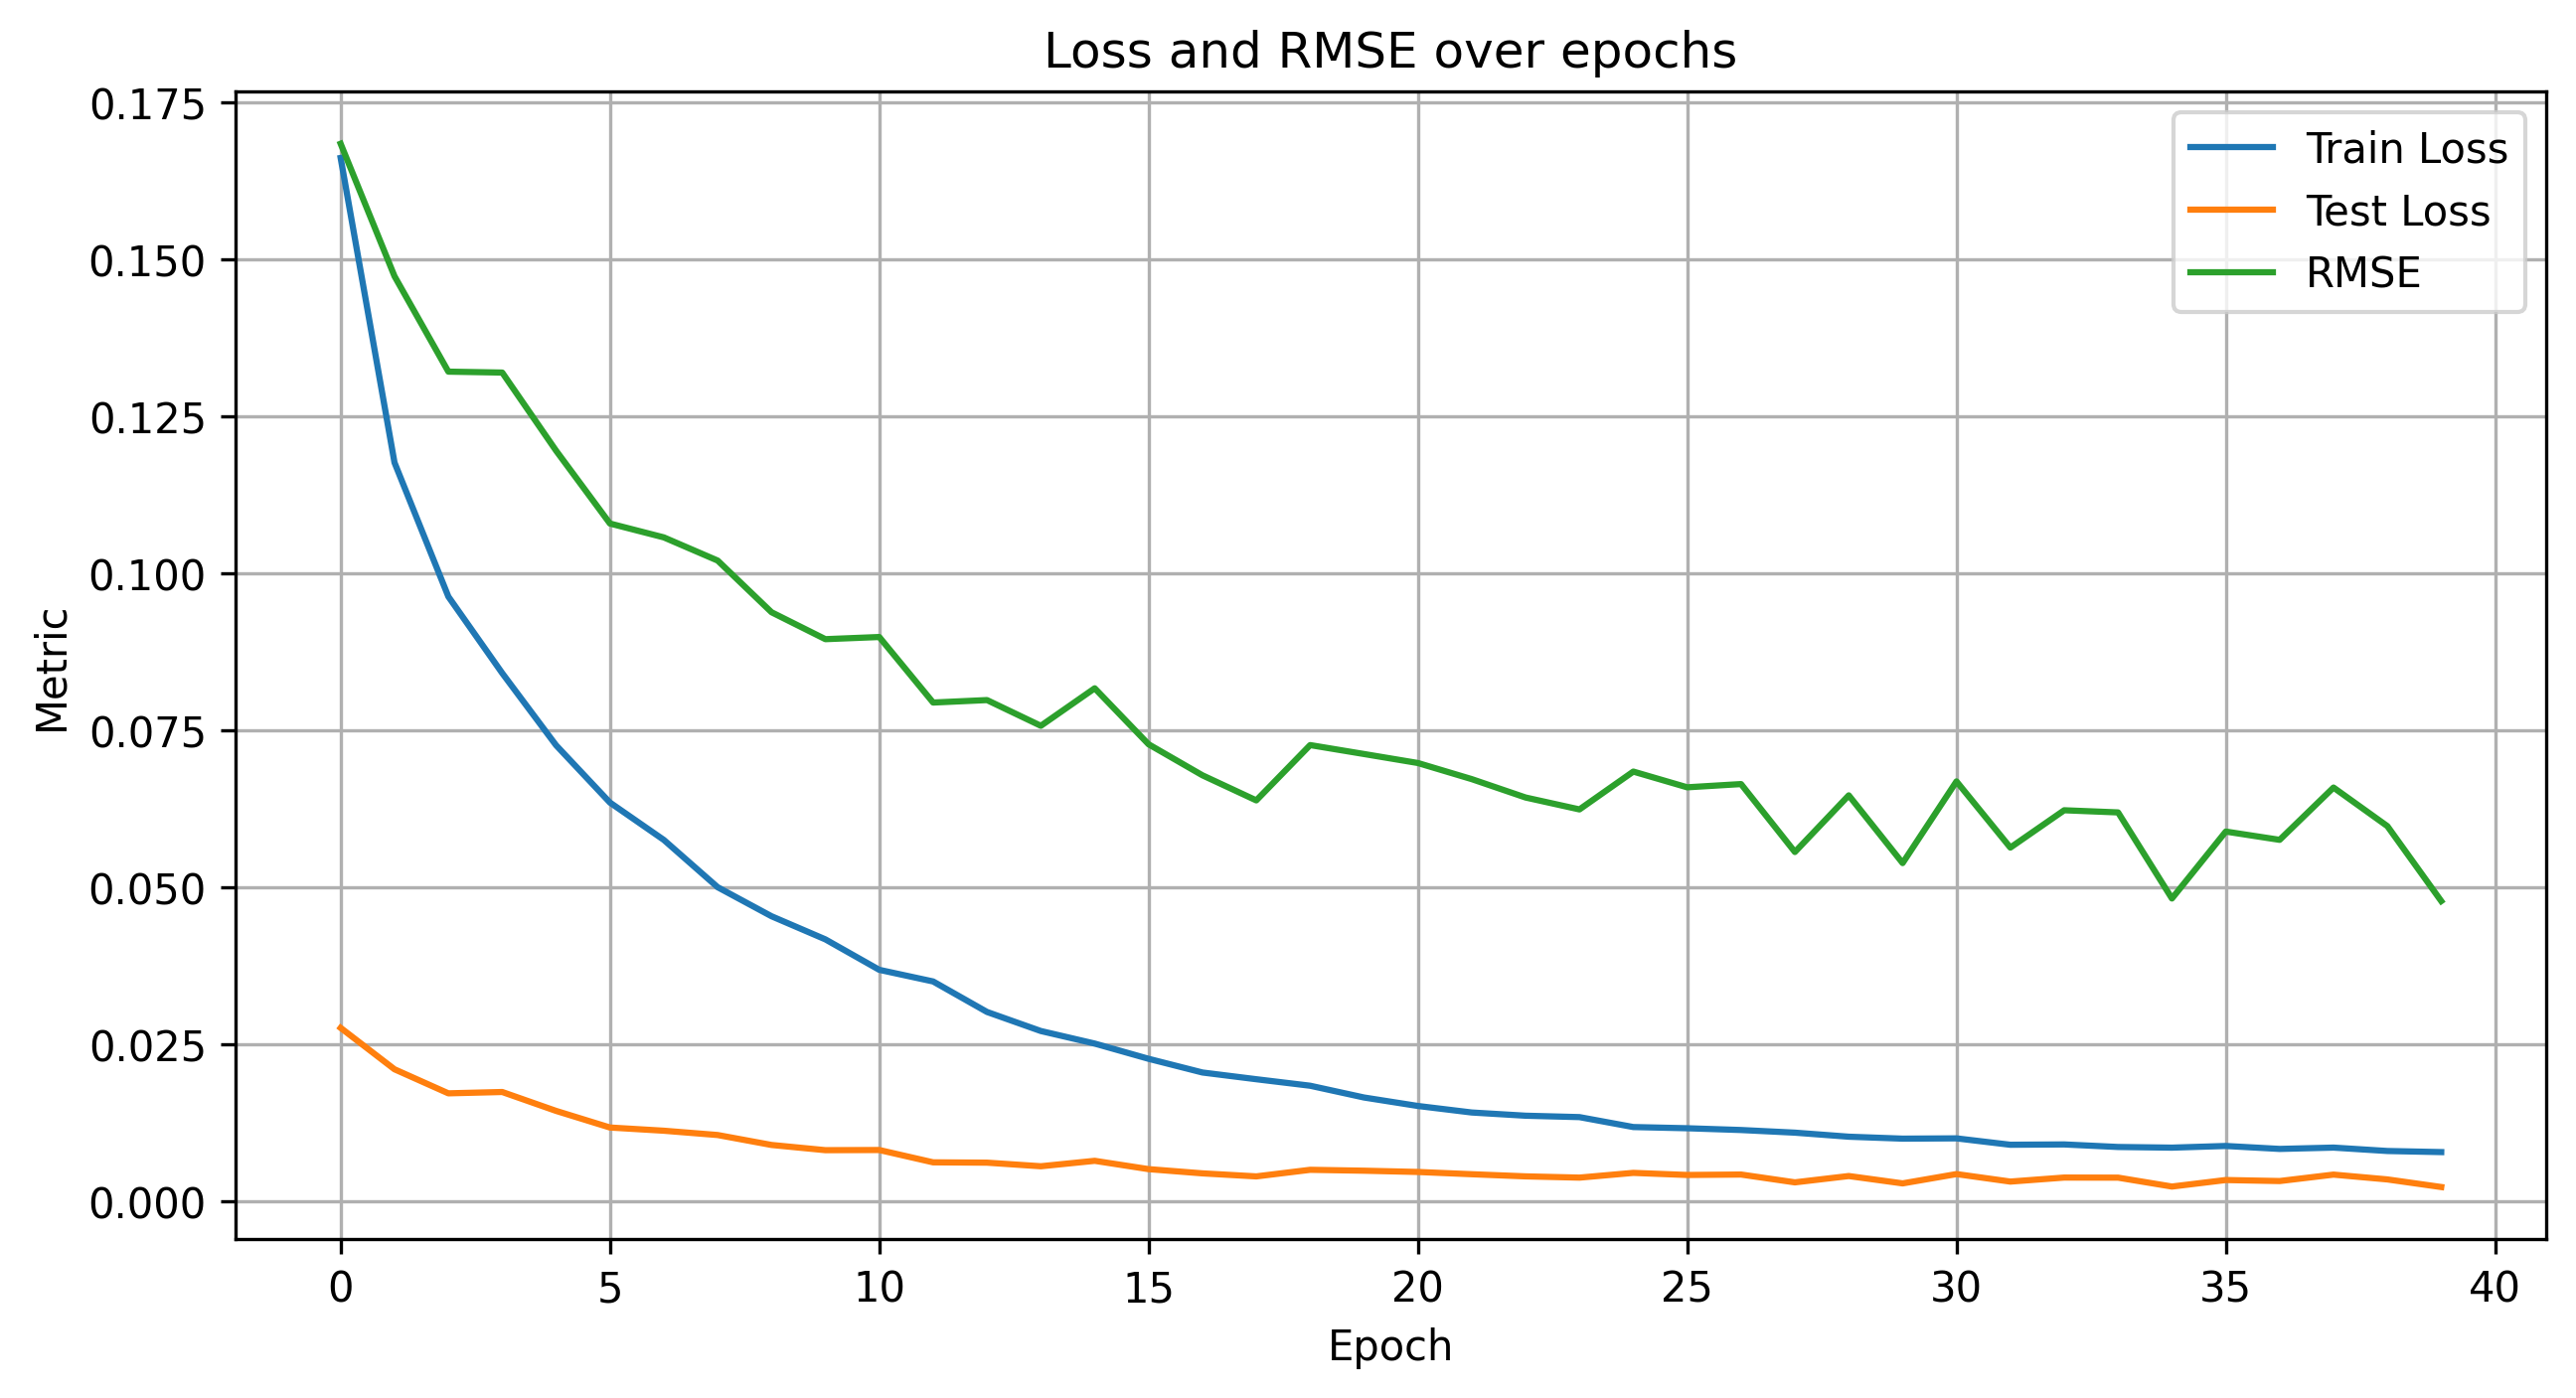 Loss and RMSE over epochs
0.175
0.150
0.125
0.100
0.075
0.050
0.025
0.000
Metric
Train Loss
Test Loss
RMSE
0 5 10 15 20 25 30 35 40
Epoch